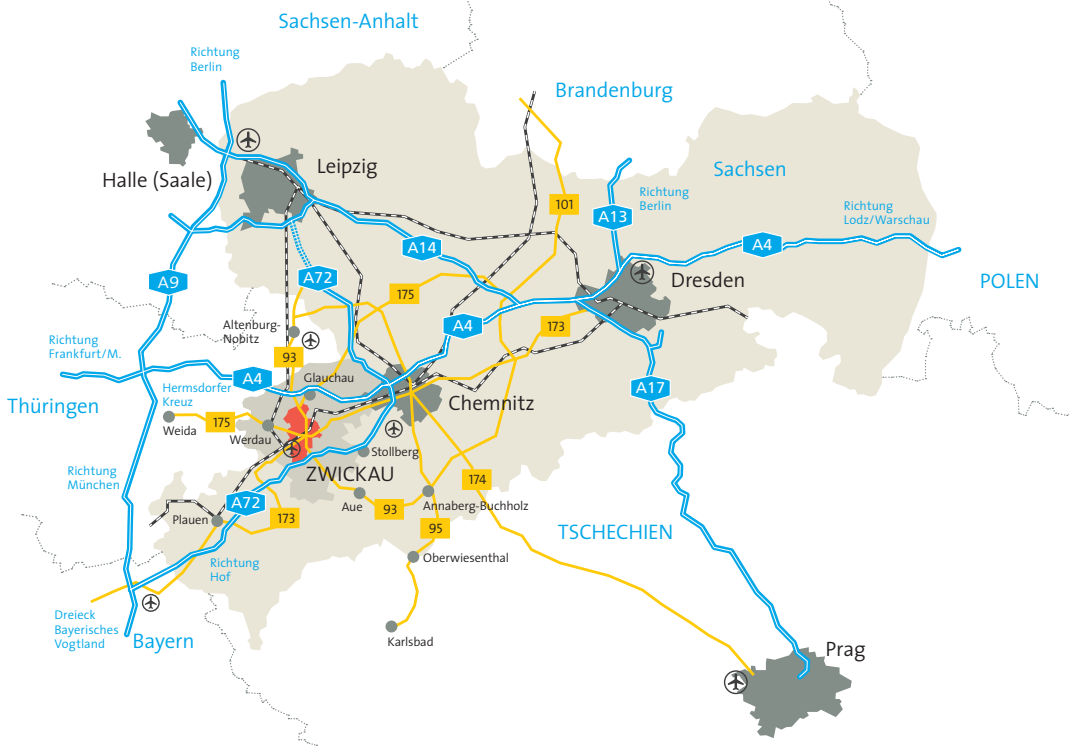 Sachsen-Anhalt
Richtung
Berlin
Brandenburg
Halle (Saale)
Leipzig
Sachsen
101
Richtung
Berlin
A13
Richtung
Lodz/Warschau
A14
A4
A9
A72
175
Dresden
POLEN
Altenburg-
Nobitz
A4
173
Richtung
Frankfurt/M.
93
A4
Glauchau
Hermsdorfer
Kreuz
A17
Thüringen
Chemnitz
175
Weida
Werdau
Stollberg
ZWICKAU
Richtung
München
174
A72
Aue
93
Annaberg-Buchholz
Plauen
173
95
TSCHECHIEN
Oberwiesenthal
Richtung
Hof
Dreieck
Bayerisches
Vogtland
Bayern
Karlsbad
Prag